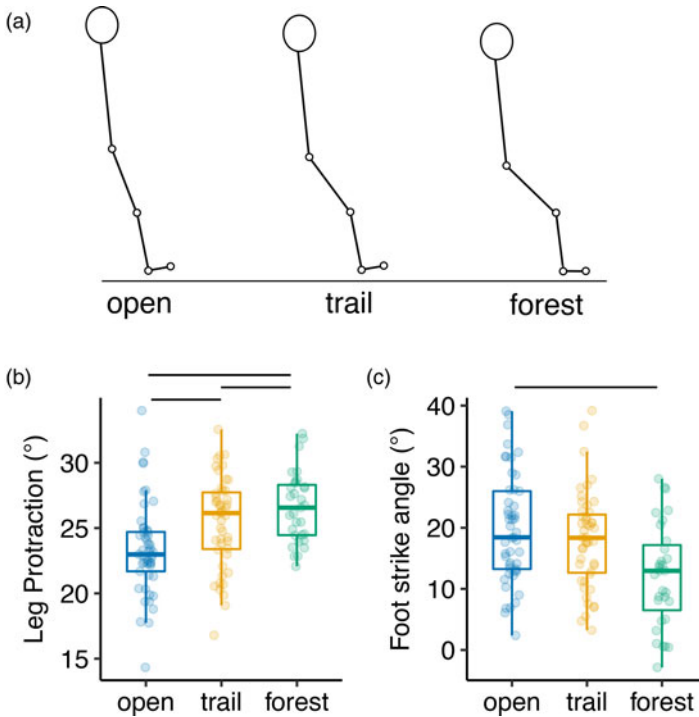 (a)
open trail forest
(b)
Leg Protraction (°)
30
25
20
15
open trail forest
(c)
Foot strike angle (°)
40
30
20
10
0
open trail forest